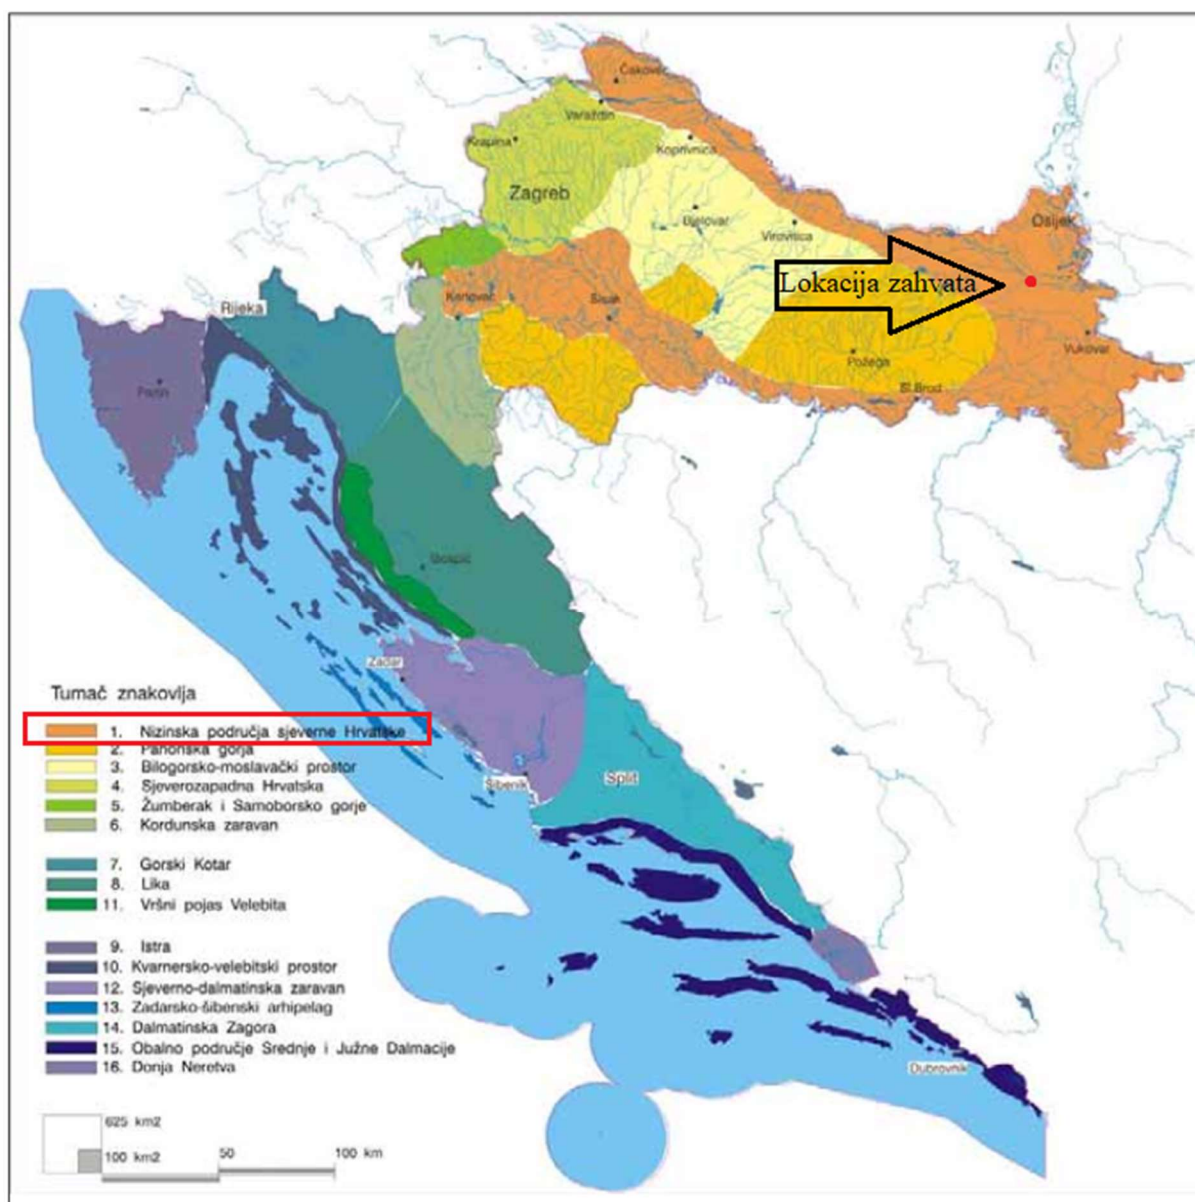 Čakovec
Varaždin
Krapina
Koprivnica
Zagreb
Bjelovar
Virovitica
Osijek
Lokacija zahvata
Rijeka
Karlovac
Sisak
Vukovar
Požega
Sl.Brod
Pazin
Gospić
Zadar
Šibenik
Split
Dubrovnik
Tumač znakovlja
1. Nizinska područja sjeverne Hrvatske
2. Panonska gorja
3. Bilogorsko-moslavački prostor
4. Sjeverozapadna Hrvatska
5. Žumberak i Samoborsko gorje
6. Kordunska zaravan
7. Gorski Kotar
8. Lika
11. Vršni pojas Velebita
9. Istra
10. Kvarnersko-velebitski prostor
12. Sjeverno-dalmatinska zaravan
13. Zadarsko-šibenski arhipelag
14. Dalmatinska Zagora
15. Obalno područje Srednje i Južne Dalmacije
16. Donja Neretva
625 km2
100 km2
50
100 km